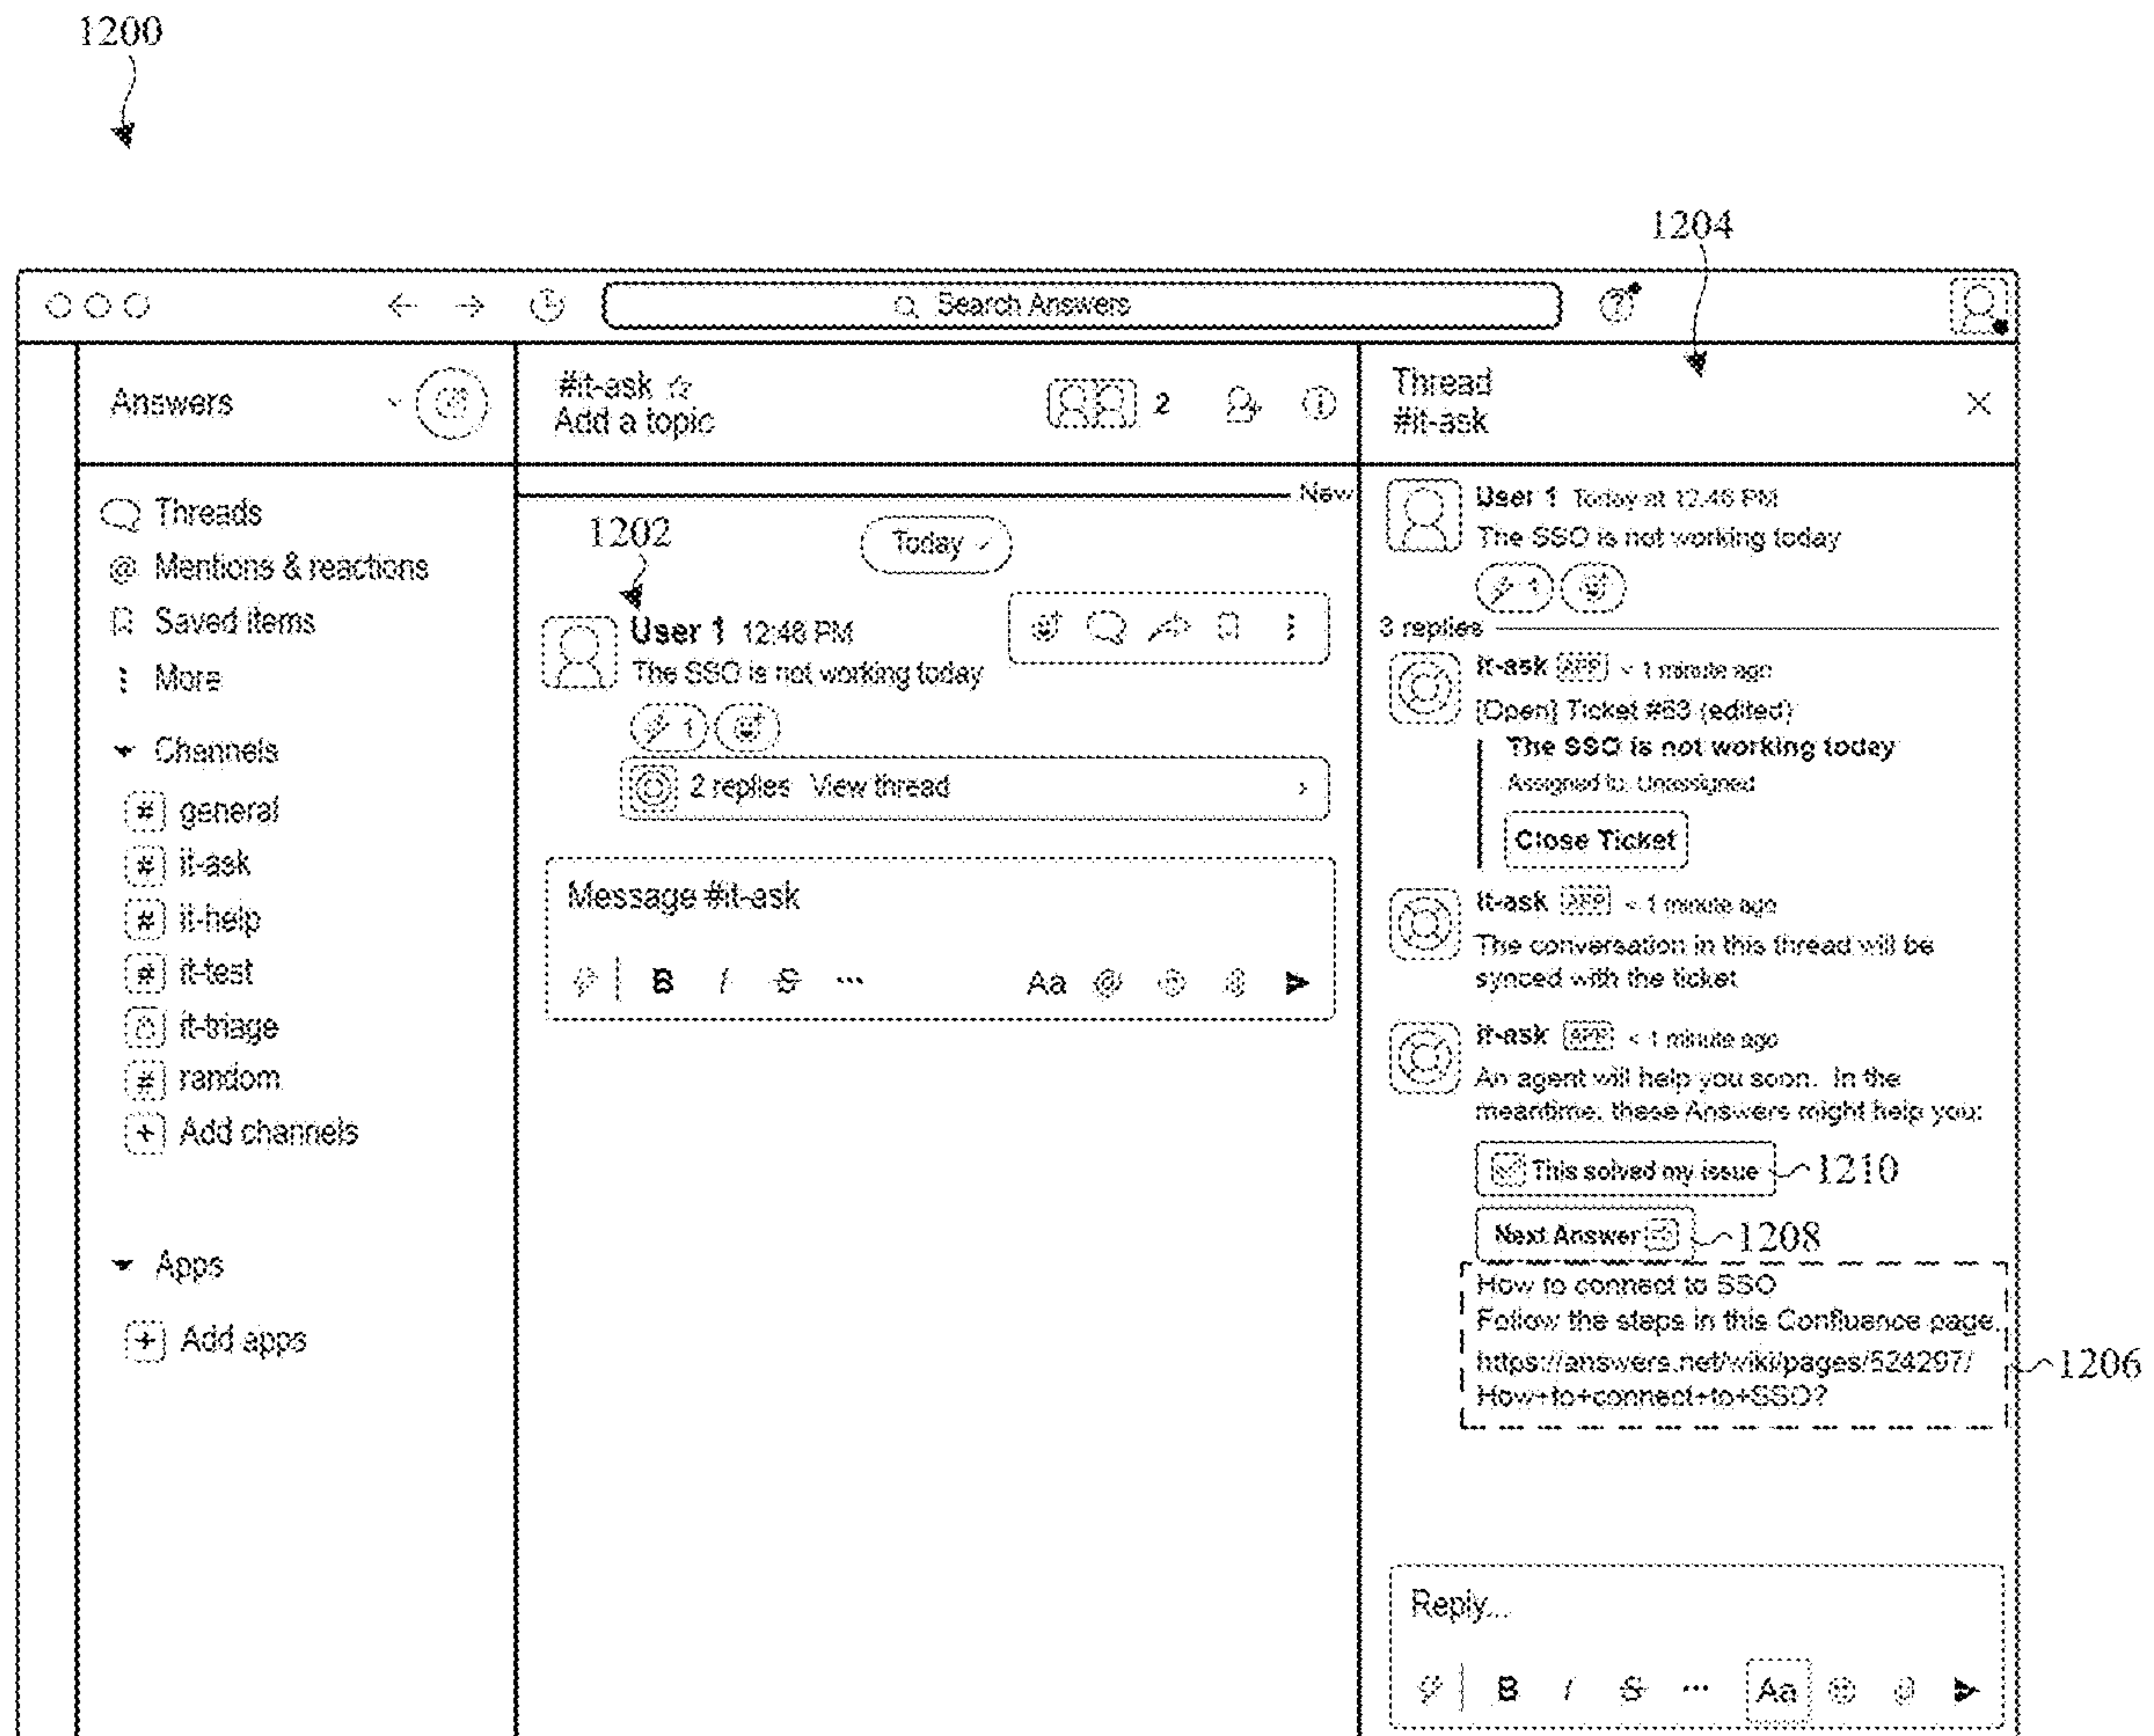 1200
1204
Search Answers
Answers
#it-ask
Add a topic
2
Thread
#it-ask
Threads
@ Mentions & reactions
Saved items
More
Channels
# general
# it-ask
# it-help
# it-test
it-triage
# random
+ Add channels
Apps
+ Add apps
New
1202
Today
User 1 12:46 PM
The SSO is not working today
1
2 replies View thread
Message #it-ask
B I S ... Aa @
User 1 Today at 12:46 PM
The SSO is not working today
1
3 replies
it-ask APP < 1 minute ago
[Open] Ticket #63 (edited)
The SSO is not working today
Assigned to: Unassigned
Close Ticket
it-ask APP < 1 minute ago
The conversation in this thread will be
synced with the ticket
it-ask APP < 1 minute ago
An agent will help you soon. In the
meantime, these Answers might help you:
This solved my issue
1210
Next Answer
1208
How to connect to SSO
Follow the steps in this Confluence page.
https://answers.net/wiki/pages/524297/
How+to+connect+to+SSO?
1206
Reply...
B I S ... Aa